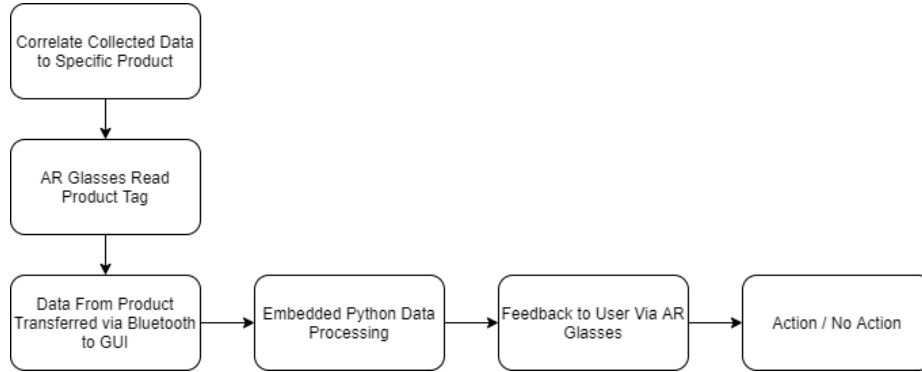 Correlate Collected Data
to Specific Product
AR Glasses Read
Product Tag
Data From Product
Transferred via Bluetooth
to GUI
Embedded Python Data
Processing
Feedback to User Via AR
Glasses
Action / No Action